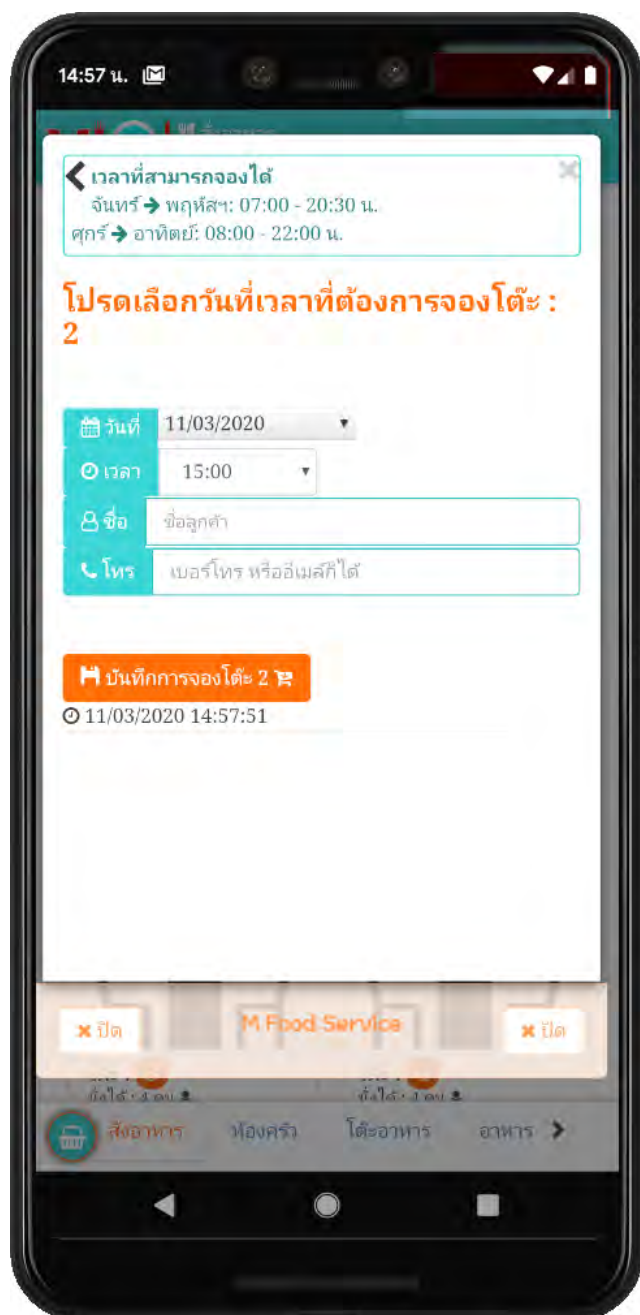 14:57 น.
เวลาที่สามารถจองได้
จันทร์ → พฤหัสฯ: 07:00 - 20:30 น.
ศุกร์ → อาทิตย์: 08:00 - 22:00 น.
โปรดเลือกวันที่เวลาที่ต้องการจองโต๊ะ :
2
วันที่ 11/03/2020
เวลา 15:00
ชื่อ ชื่อลูกค้า
โทร เบอร์โทร หรืออีเมล์ก็ได้
บันทึกการจองโต๊ะ 2
11/03/2020 14:57:51
ปิด M Food Service ปิด
สั่งอาหาร ห้องครัว โต๊ะอาหาร อาหาร